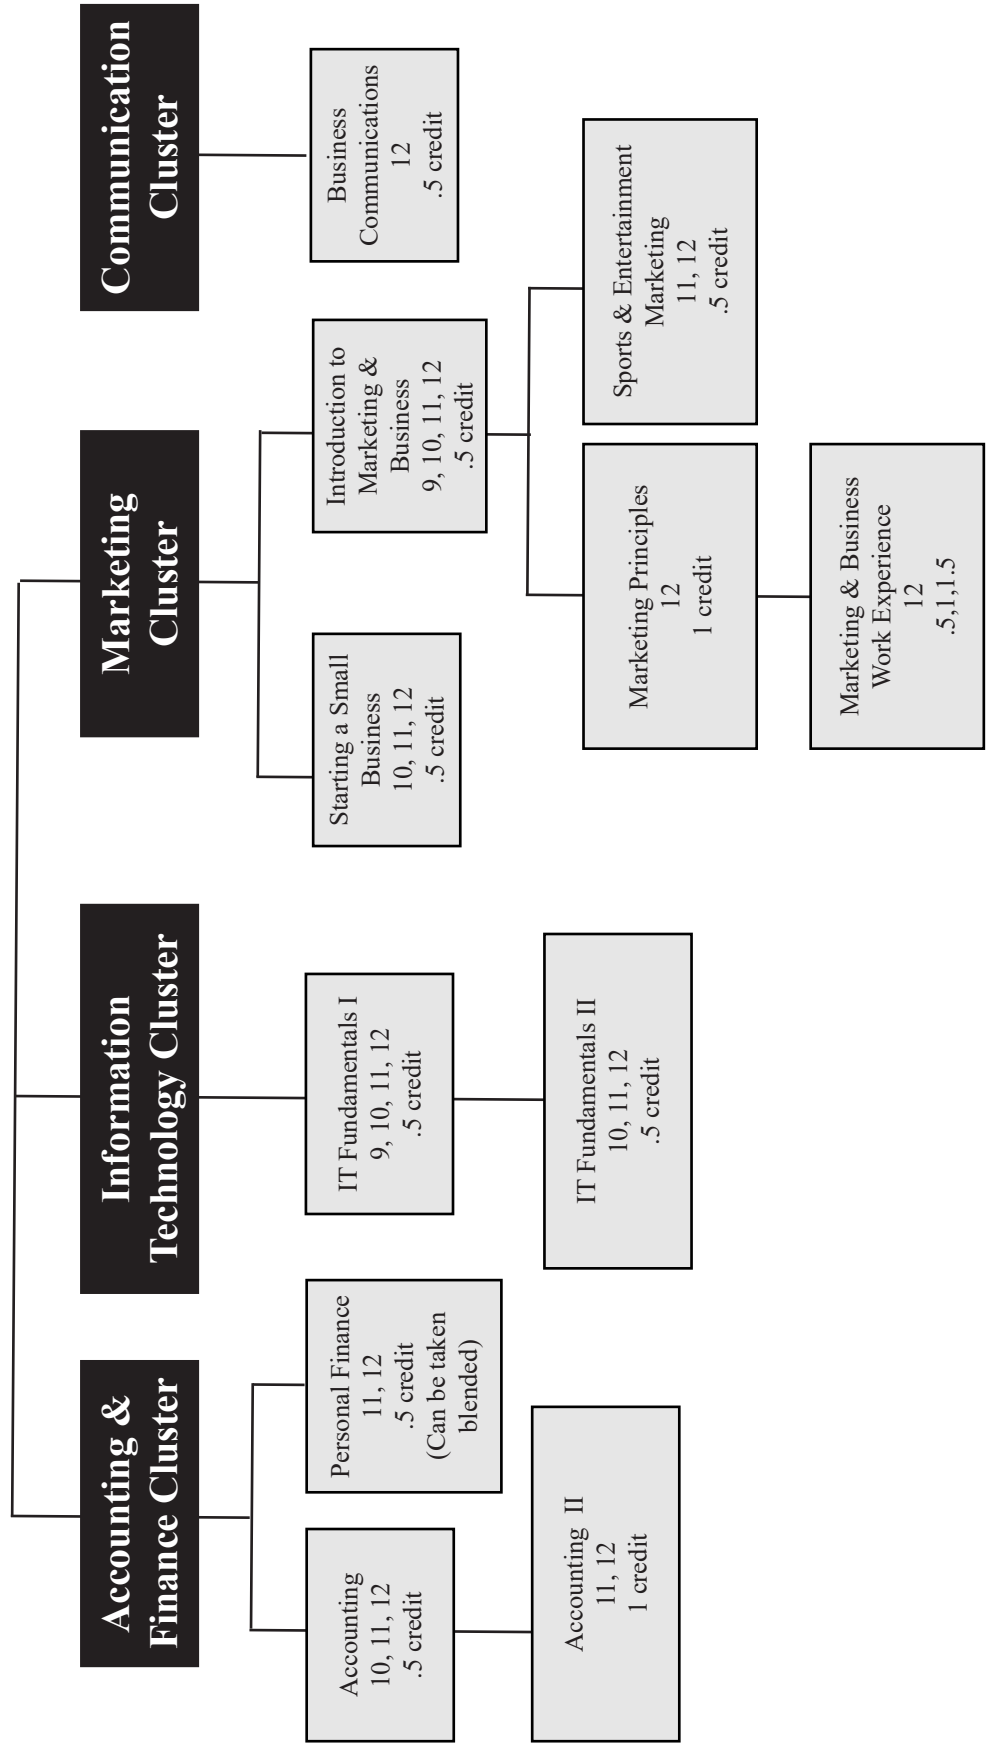 Accounting &
Finance Cluster
Accounting
10, 11, 12
.5 credit
Accounting  II
11, 12
1 credit
Personal Finance
11, 12
.5 credit
(Can be taken
blended)
Information
Technology Cluster
IT Fundamentals I
9, 10, 11, 12
.5 credit
IT Fundamentals II
10, 11, 12
.5 credit
Marketing
Cluster
Starting a Small
Business
10, 11, 12
.5 credit
Introduction to
Marketing &
Business
9, 10, 11, 12
.5 credit
Marketing Principles
12
1 credit
Marketing & Business
Work Experience
12
.5,1,1.5
Sports & Entertainment
Marketing
11, 12
.5 credit
Communication
Cluster
Business
Communications
12
.5 credit